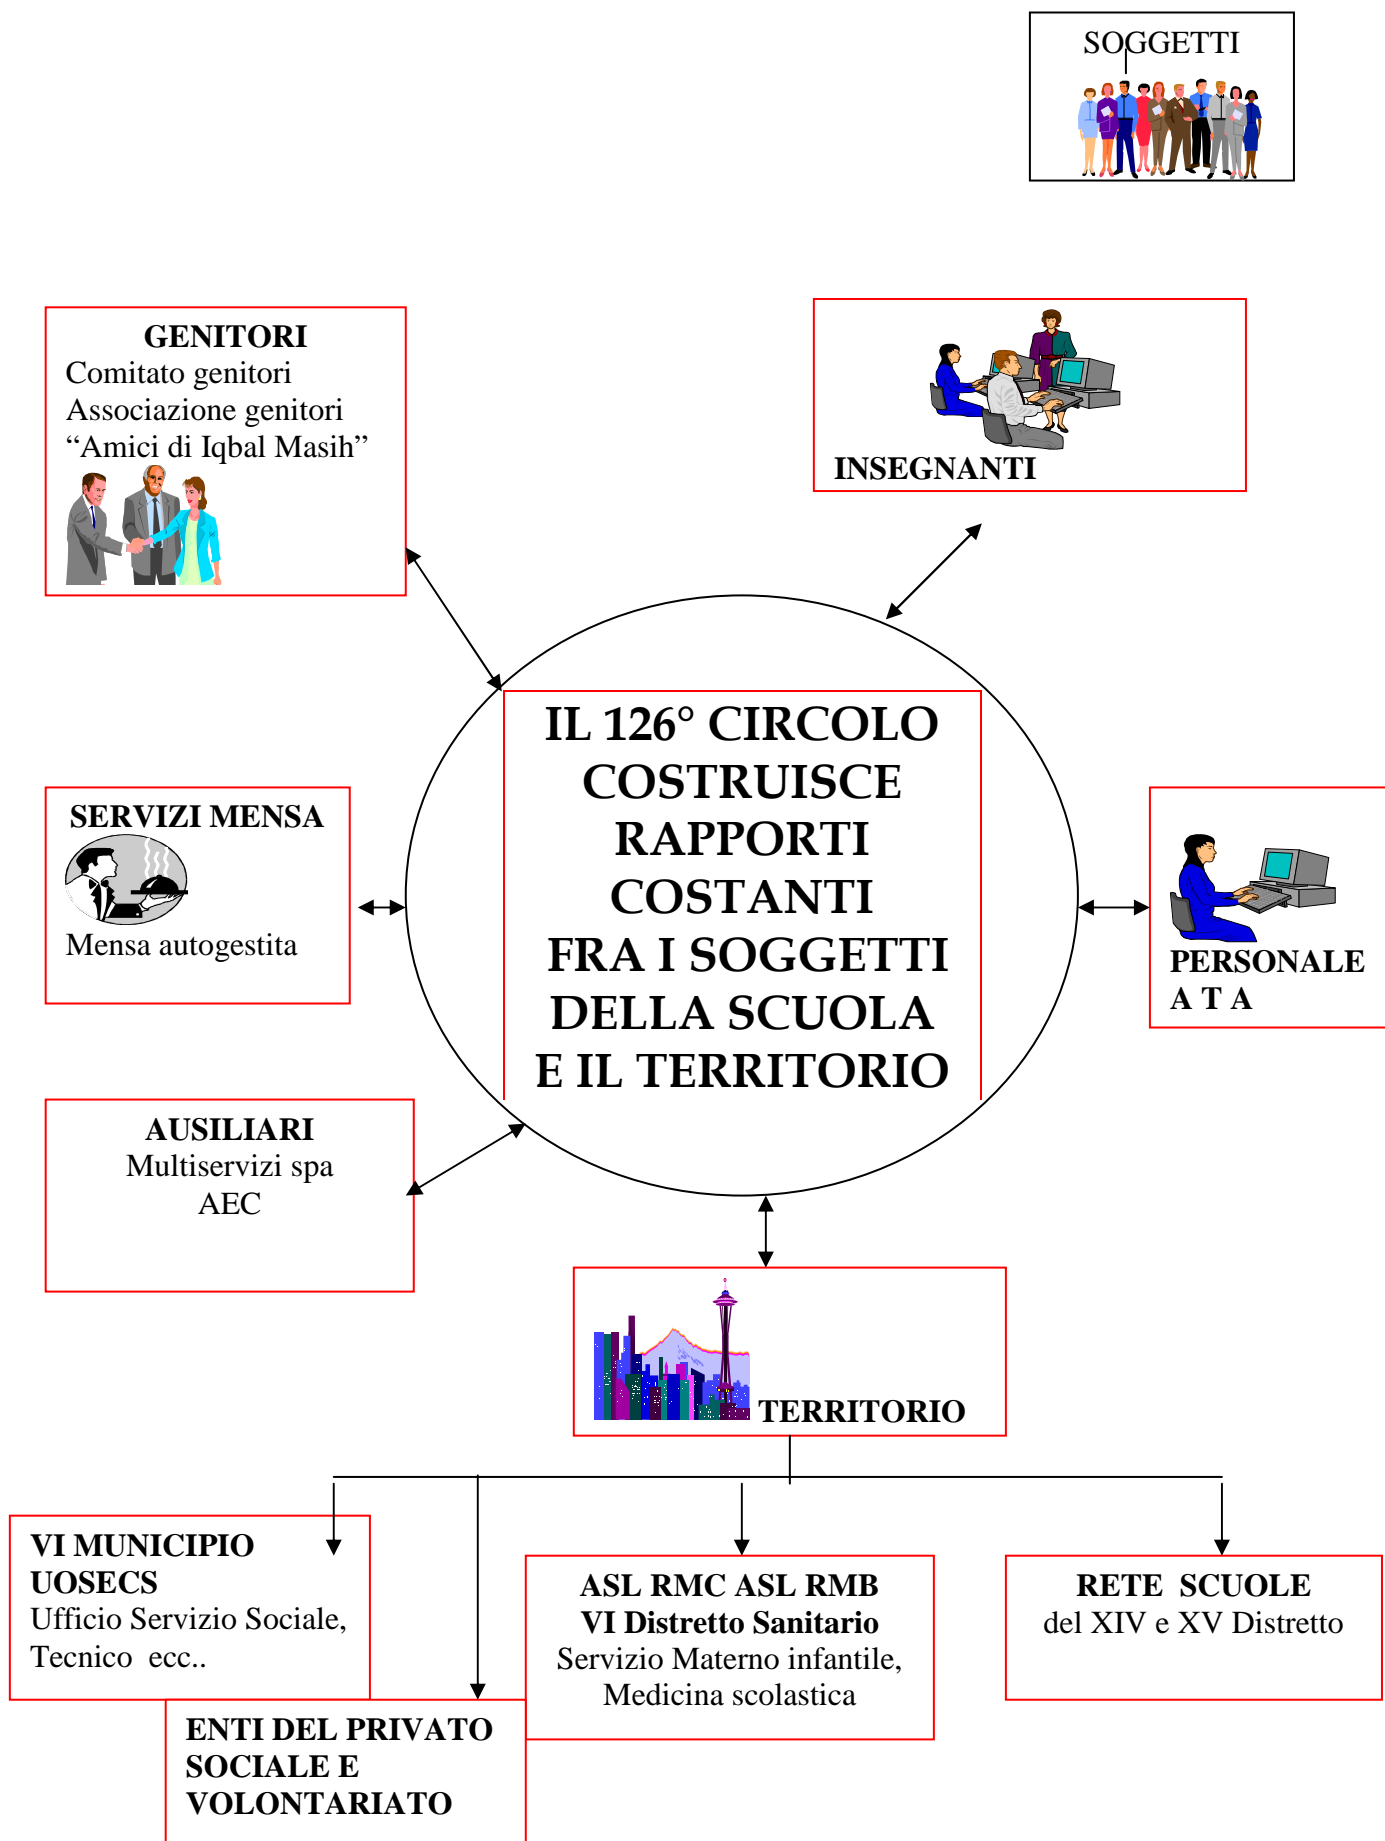 SOGGETTI
GENITORI
Comitato genitori
Associazione genitori
“Amici di Iqbal Masih”
INSEGNANTI
IL 126° CIRCOLO
COSTRUISCE
RAPPORTI
COSTANTI
FRA I SOGGETTI
DELLA SCUOLA
E IL TERRITORIO
SERVIZI MENSA
Mensa autogestita
PERSONALE
A T A
AUSILIARI
Multiservizi spa
AEC
TERRITORIO
VI MUNICIPIO
UOSECS
Ufficio Servizio Sociale,
Tecnico ecc..
ENTI DEL PRIVATO
SOCIALE E
VOLONTARIATO
ASL RMC ASL RMB
VI Distretto Sanitario
Servizio Materno infantile,
Medicina scolastica
RETE SCUOLE
del XIV e XV Distretto